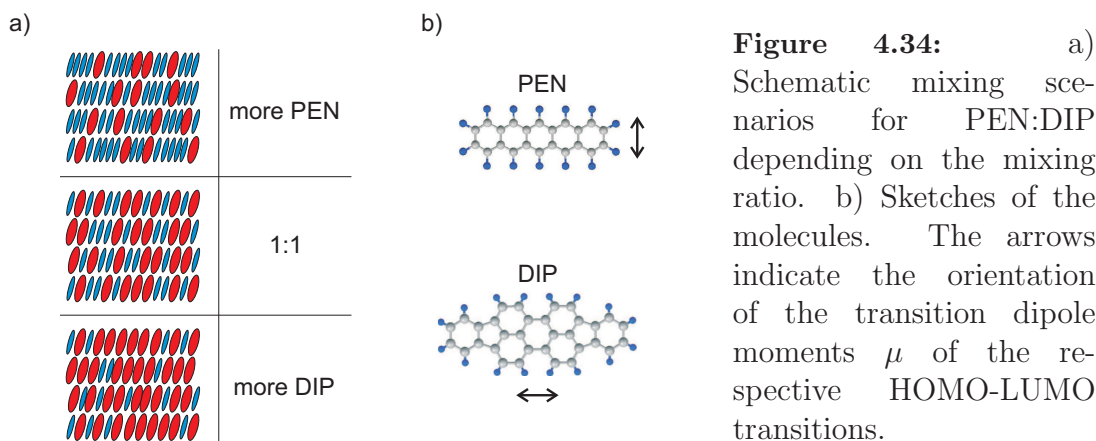 a)
more PEN
1:1
more DIP
b)
PEN
DIP
Figure 4.34: a)
Schematic mixing sce-
narios for PEN:DIP
depending on the mixing
ratio. b) Sketches of the
molecules. The arrows
indicate the orientation
of the transition dipole
moments μ of the re-
spective HOMO-LUMO
transitions.